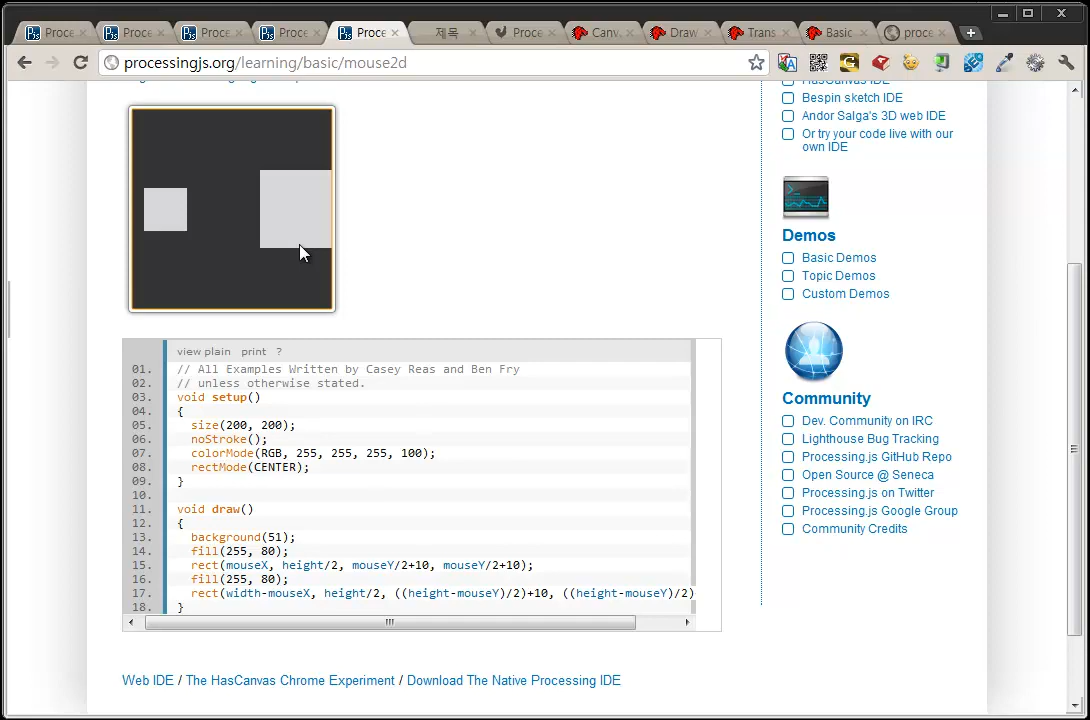 Proce
Proce
Proce
Proce
Proce
제목
Proce
Canv.
Draw
Trans
Basic
proce
processingjs.org/learning/basic/mouse2d
Bespin sketch IDE
Andor Salga's 3D web IDE
Or try your code live with our
own IDE
Demos
Basic Demos
Topic Demos
Custom Demos
view plain print ?
01. // All Examples Written by Casey Reas and Ben Fry
02. // unless otherwise stated.
03. void setup()
04. {
05. size(200, 200);
06. noStroke();
07. colorMode(RGB, 255, 255, 255, 100);
08. rectMode(CENTER);
09. }
10.
11. void draw()
12. {
13. background(51);
14. fill(255, 80);
15. rect(mouseX, height/2, mouseY/2+10, mouseY/2+10);
16. fill(255, 80);
17. rect(width-mouseX, height/2, ((height-mouseY)/2)+10, ((height-mouseY)/2)
18. }
Community
Dev. Community on IRC
Lighthouse Bug Tracking
Processing.js GitHub Repo
Open Source @ Seneca
Processing.js on Twitter
Processing.js Google Group
Community Credits
Web IDE / The HasCanvas Chrome Experiment / Download The Native Processing IDE